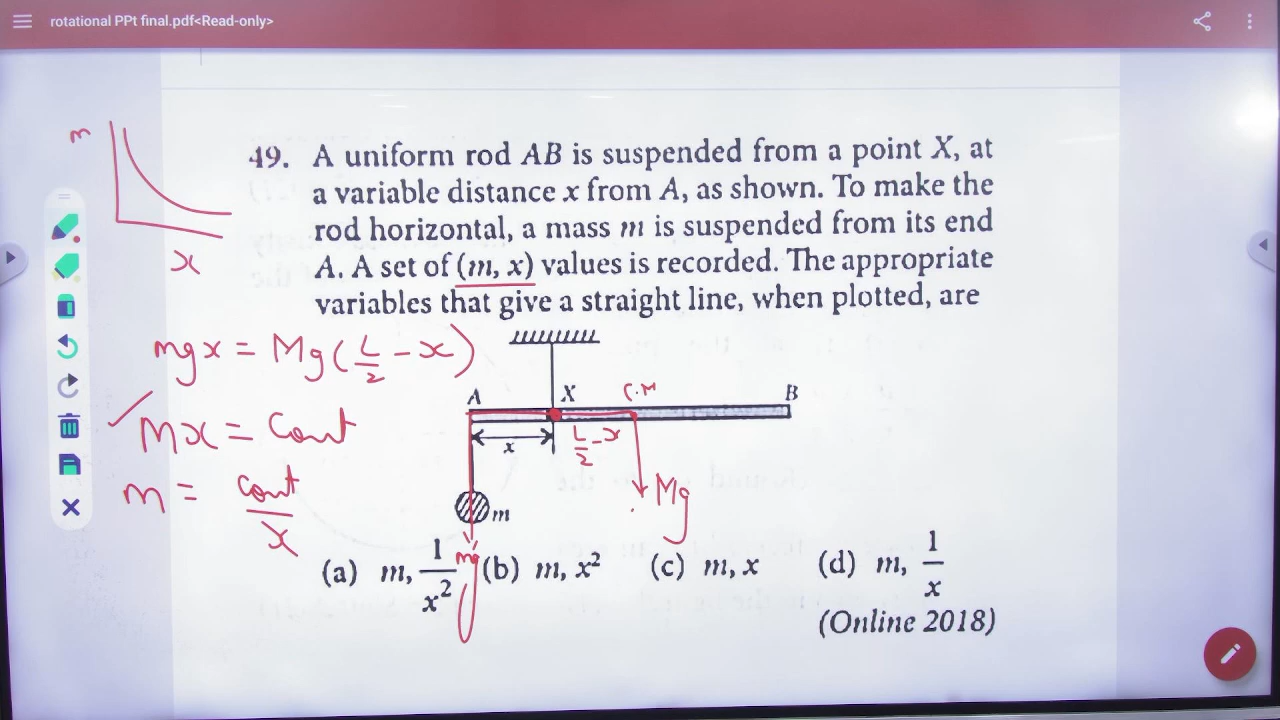 rotational PPt final.pdf<Read-only>
m
x
49. A uniform rod AB is suspended from a point X, at
a variable distance x from A, as shown. To make the
rod horizontal, a mass m is suspended from its end
A. A set of (m, x) values is recorded. The appropriate
variables that give a straight line, when plotted, are
mgx = Mg(L/2 - x)
Mx = Cont
m = cont/x
A X C.M B
x L/2 - x
m Mg
mg
(a) m, 1/x² (b) m, x² (c) m, x (d) m, 1/x
(Online 2018)